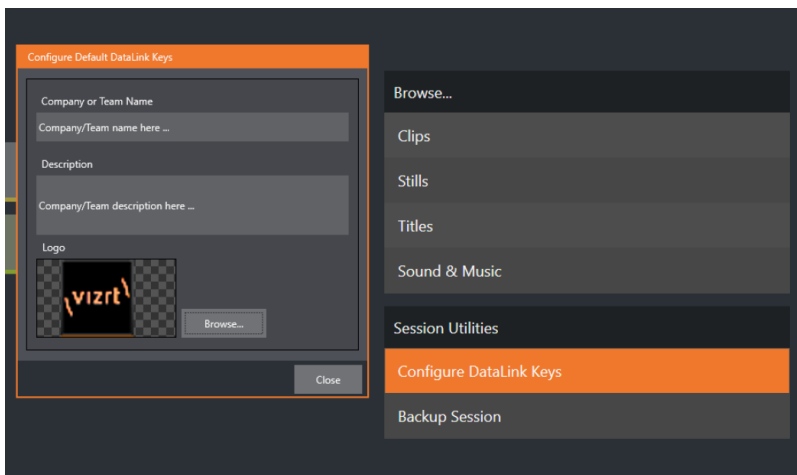 Configure Default DataLink Keys
Company or Team Name
Company/Team name here ...
Description
Company/Team description here ...
Logo
vizrt
Browse...
Close
Browse...
Clips
Stills
Titles
Sound & Music
Session Utilities
Configure DataLink Keys
Backup Session